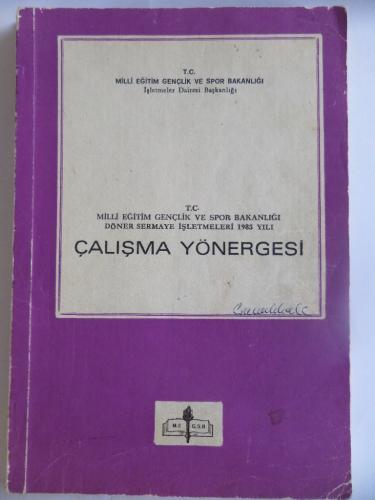 T.C.
MİLLİ EĞİTİM GENÇLİK VE SPOR BAKANLIĞI
İşletmeler Dairesi Başkanlığı
T.C.
MİLLİ EĞİTİM GENÇLİK VE SPOR BAKANLIĞI
DÖNER SERMAYE İŞLETMELERİ 1985 YILI
ÇALIŞMA YÖNERGESİ
M.E G.S.B